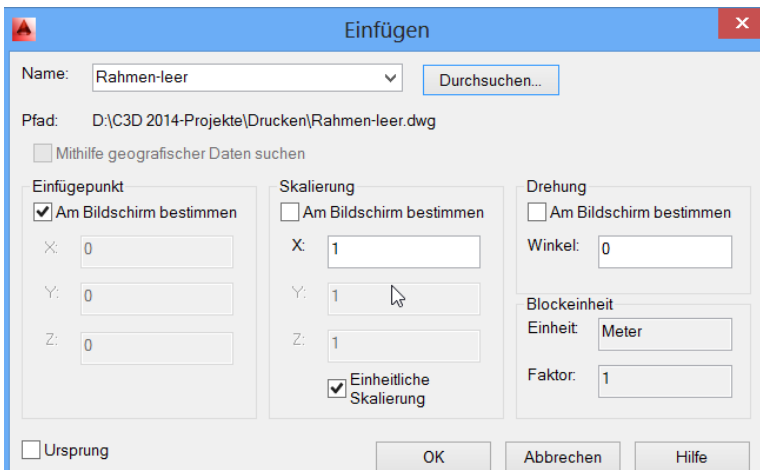 Einfügen
Name: Rahmen-leer Durchsuchen...
Pfad: D:\C3D 2014-Projekte\Drucken\Rahmen-leer.dwg
Mithilfe geografischer Daten suchen
Einfügepunkt
Am Bildschirm bestimmen
X: 0
Y: 0
Z: 0
Skalierung
Am Bildschirm bestimmen
X: 1
Y: 1
Z: 1
Einheitliche
Skalierung
Drehung
Am Bildschirm bestimmen
Winkel: 0
Blockeinheit
Einheit: Meter
Faktor: 1
Ursprung
OK Abbrechen Hilfe